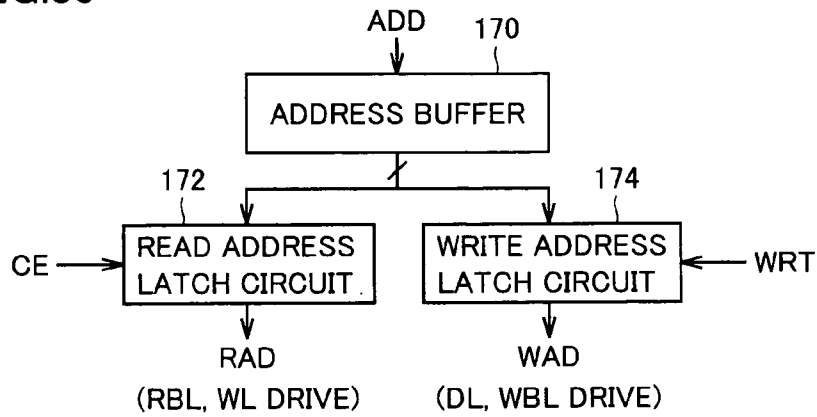 ADD
170
ADDRESS BUFFER
172
174
READ ADDRESS
LATCH CIRCUIT
WRITE ADDRESS
LATCH CIRCUIT
CE
WRT
RAD
WAD
(RBL, WL DRIVE)
(DL, WBL DRIVE)